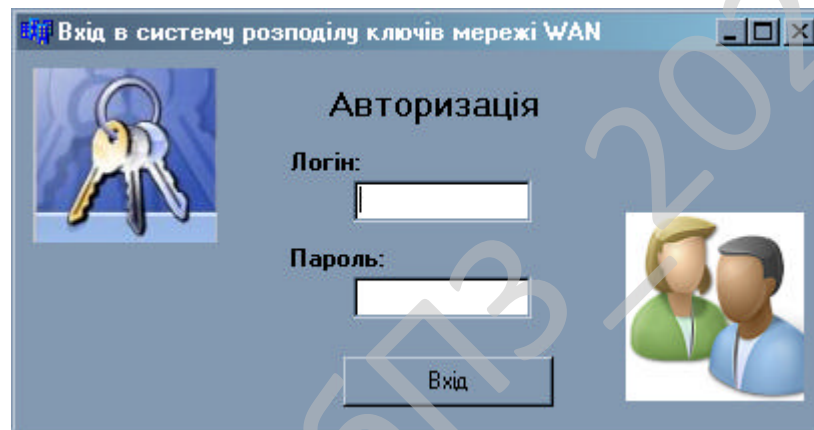 Вхід в систему розподілу ключів мережі WAN
Авторизація
Логін:
Пароль:
Вхід